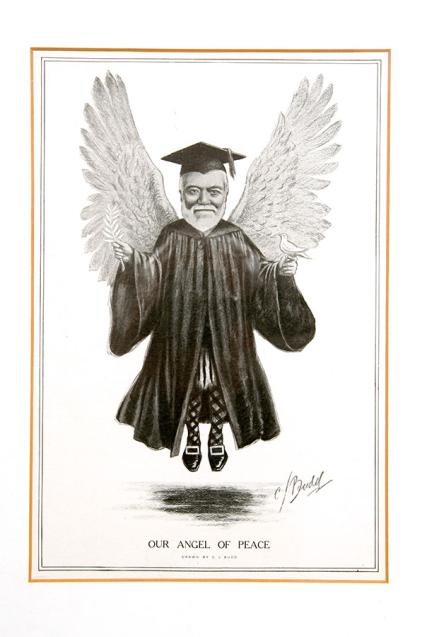 C J Budd
OUR ANGEL OF PEACE
DRAWN BY C J BUDD